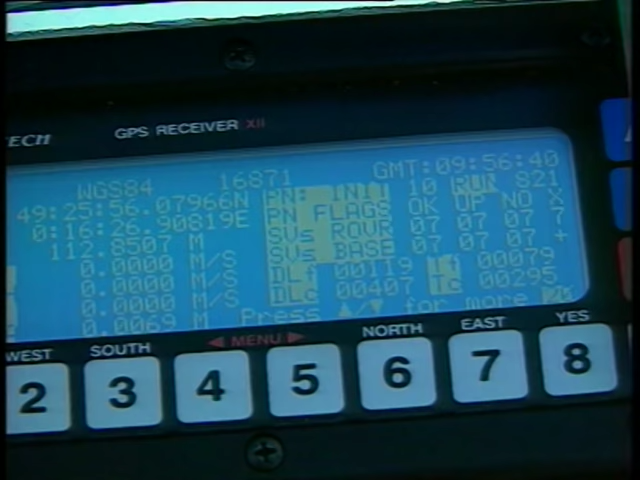 TECH GPS RECEIVER XII
WGS84 16871 GMT:09:56:40
49:25:56.07966N PN: INIT 10 RUN 821
0:16:26.90819E PN FLAGS OK UP NO X
112.8507 M SVs ROVR 07 07 07 7
0.0000 M/S SVs BASE 07 07 07 +
0.0000 M/S DLf 00119 Lf 00079
0.0000 M/S DLc 00407 Tc 00295
0.0069 M Press ▲/▼ for more
WEST SOUTH ◀ MENU ▶ NORTH EAST YES
2 3 4 5 6 7 8